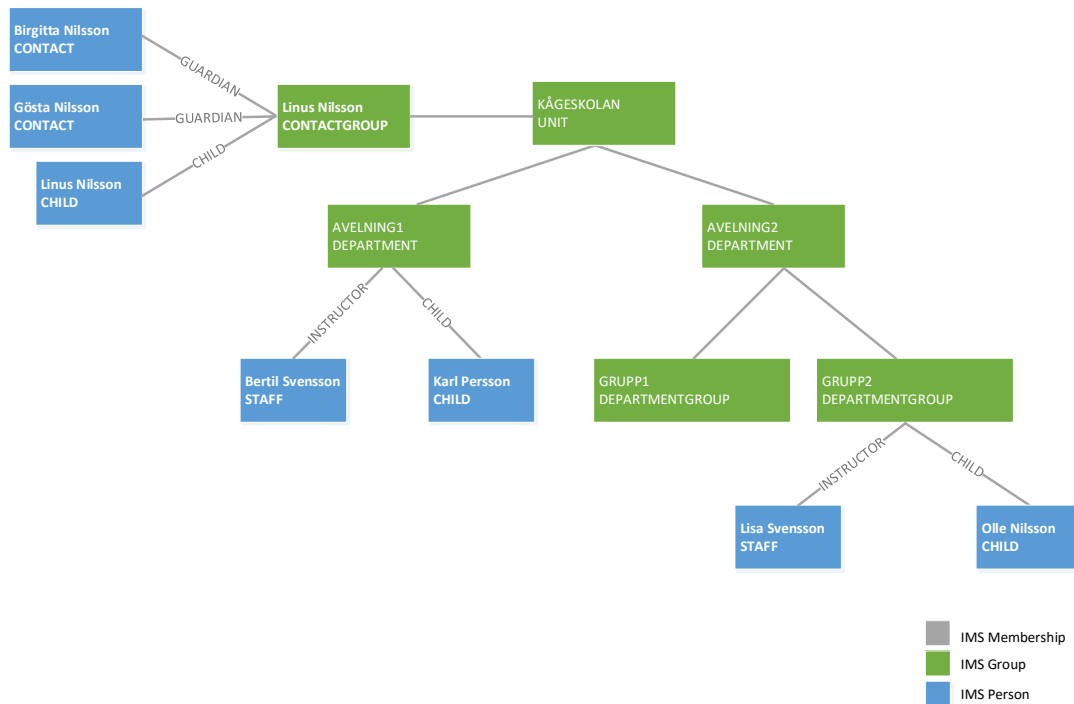 Birgitta Nilsson
CONTACT
GUARDIAN
Gösta Nilsson
CONTACT
GUARDIAN
Linus Nilsson
CONTACTGROUP
KÅGESKOLAN
UNIT
Linus Nilsson
CHILD
CHILD
AVELNING1
DEPARTMENT
AVELNING2
DEPARTMENT
INSTRUCTOR
CHILD
Bertil Svensson
STAFF
Karl Persson
CHILD
GRUPP1
DEPARTMENTGROUP
GRUPP2
DEPARTMENTGROUP
INSTRUCTOR
CHILD
Lisa Svensson
STAFF
Olle Nilsson
CHILD
IMS Membership
IMS Group
IMS Person